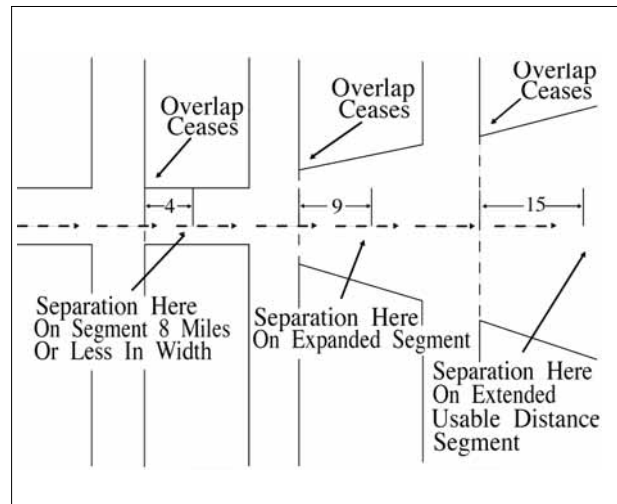 Overlap
Ceases
Overlap
Ceases
Overlap
Ceases
4
9
15
Separation Here
On Segment 8 Miles
Or Less In Width
Separation Here
On Expanded Segment
Separation Here
On Extended
Usable Distance
Segment